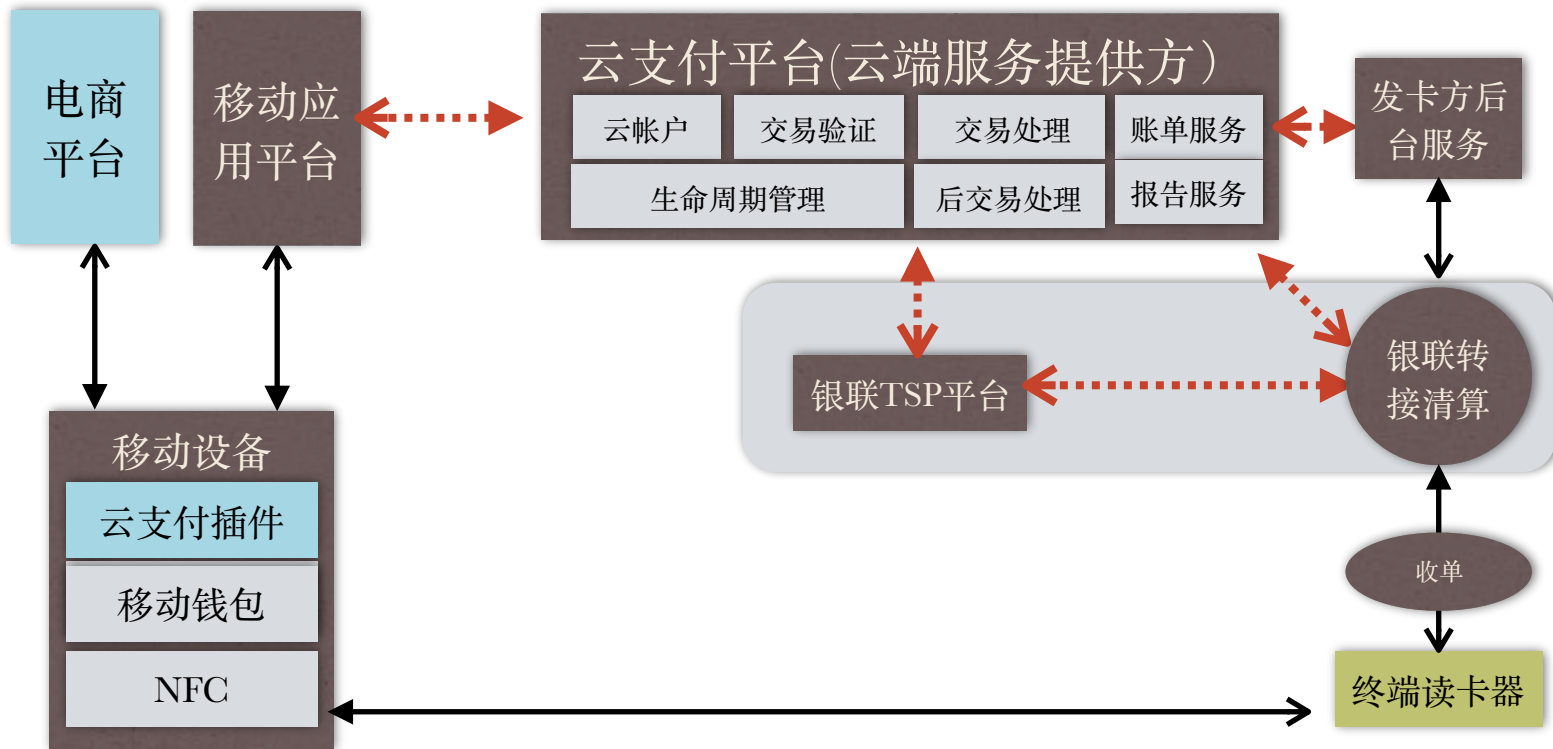 电商
平台
移动应
用平台
云支付平台(云端服务提供方）
云帐户
交易验证
交易处理
账单服务
生命周期管理
后交易处理
报告服务
发卡方后
台服务
银联TSP平台
银联转
接清算
移动设备
云支付插件
移动钱包
NFC
收单
终端读卡器